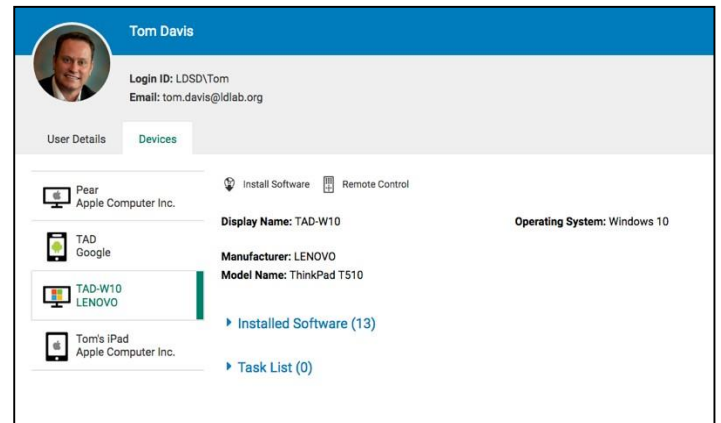 Tom Davis
Login ID: LDSD\Tom
Email: tom.davis@ldlab.org
User Details Devices
Pear
Apple Computer Inc.
TAD
Google
TAD-W10
LENOVO
Tom's iPad
Apple Computer Inc.
Install Software Remote Control
Display Name: TAD-W10 Operating System: Windows 10
Manufacturer: LENOVO
Model Name: ThinkPad T510
Installed Software (13)
Task List (0)